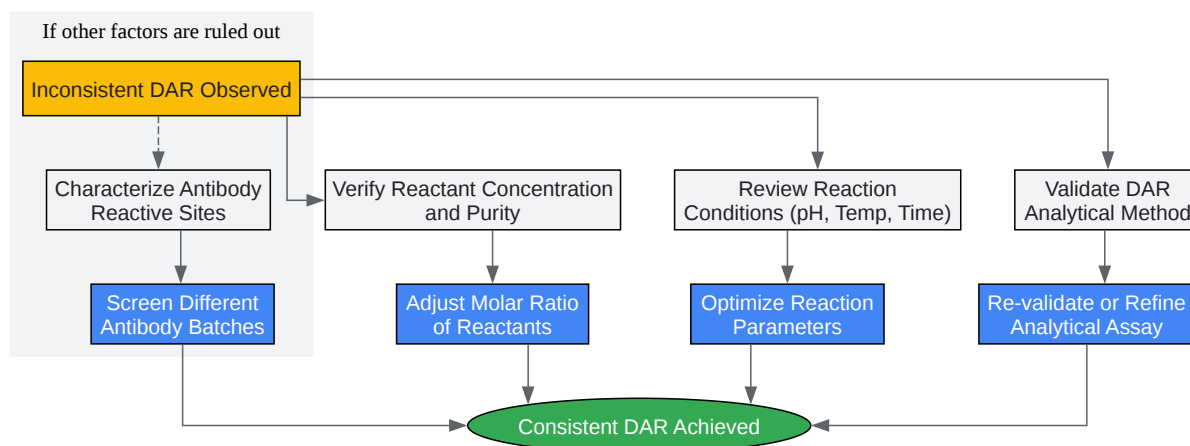 If other factors are ruled out
Inconsistent DAR Observed
Characterize Antibody
Reactive Sites
Verify Reactant Concentration
and Purity
Review Reaction
Conditions (pH, Temp, Time)
Validate DAR
Analytical Method
Screen Different
Antibody Batches
Adjust Molar Ratio
of Reactants
Optimize Reaction
Parameters
Re-validate or Refine
Analytical Assay
Consistent DAR Achieved